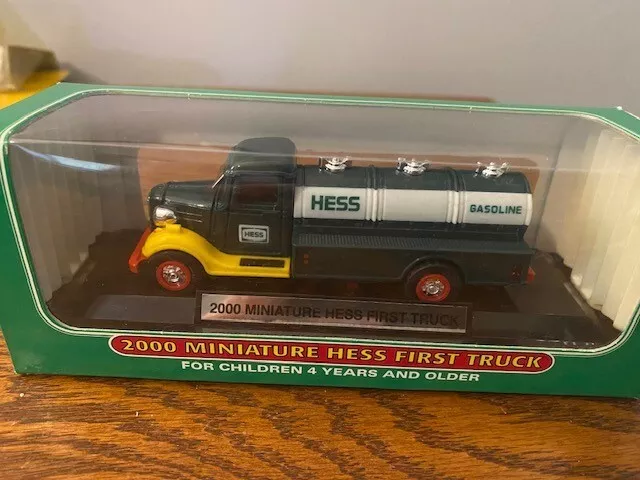 HESS
GASOLINE
HESS
2000 MINIATURE HESS FIRST TRUCK
2000 MINIATURE HESS FIRST TRUCK
FOR CHILDREN 4 YEARS AND OLDER